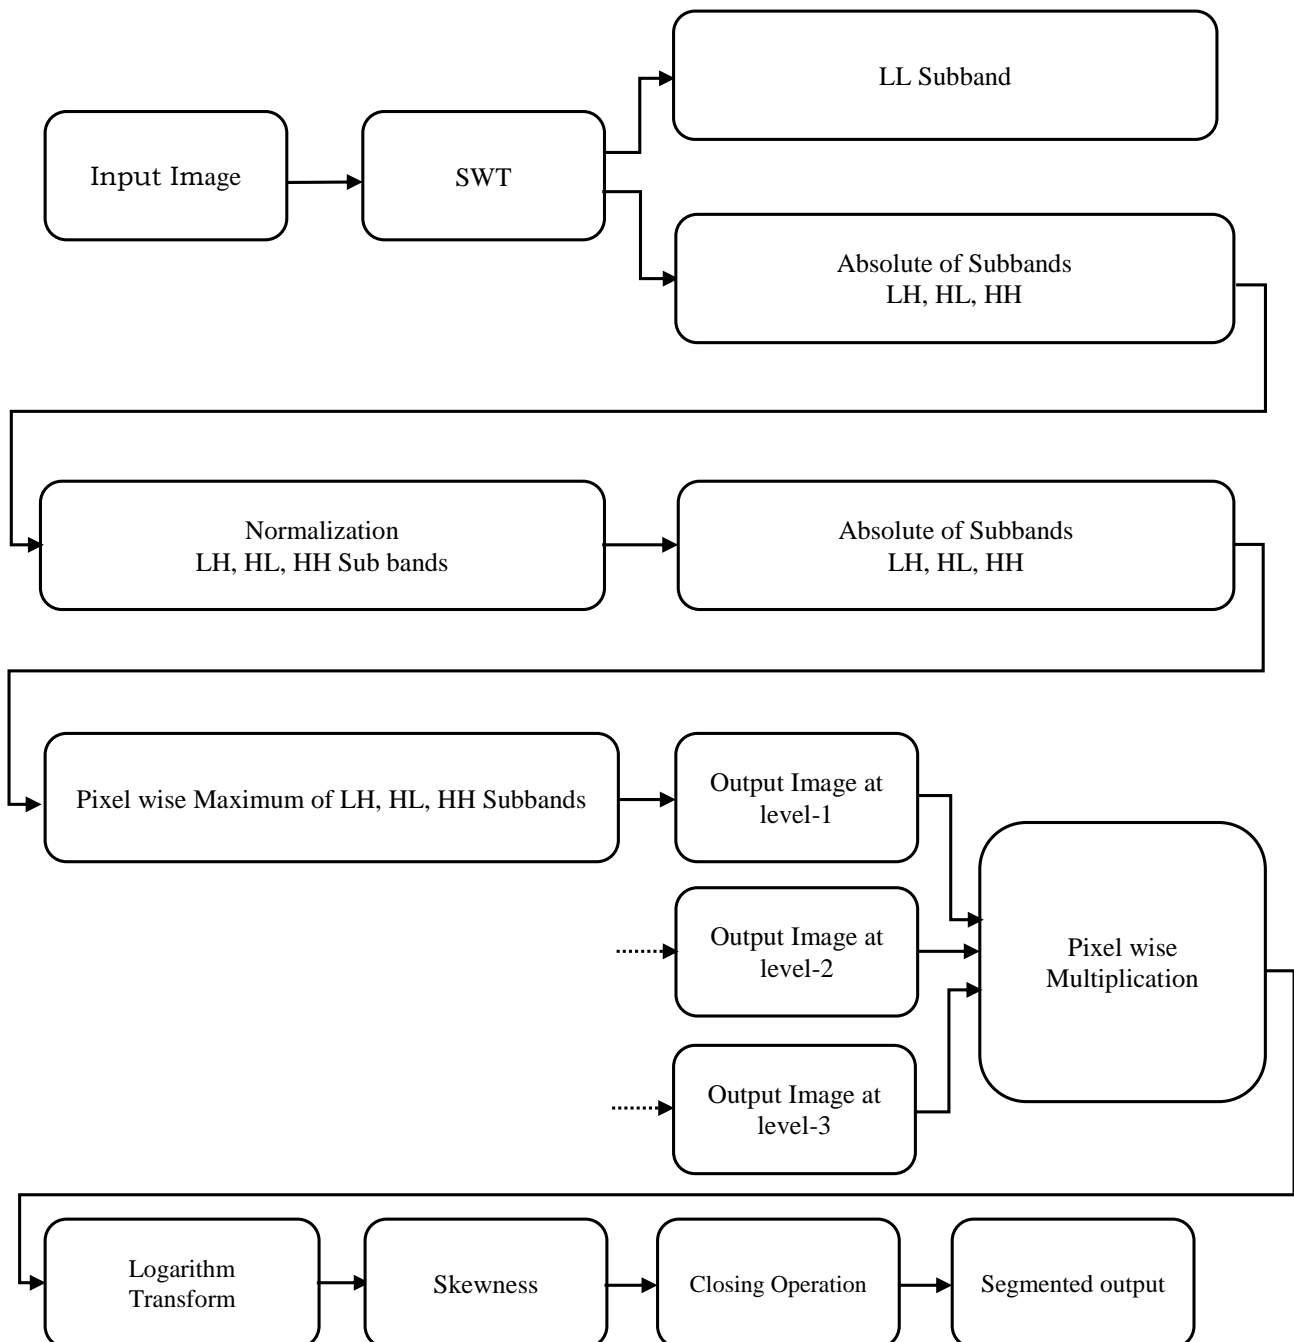 LL Subband
Input Image
SWT
Absolute of Subbands
LH, HL, HH
Normalization
LH, HL, HH Sub bands
Absolute of Subbands
LH, HL, HH
Pixel wise Maximum of LH, HL, HH Subbands
Output Image at
level-1
Output Image at
level-2
Output Image at
level-3
Pixel wise
Multiplication
Logarithm
Transform
Skewness
Closing Operation
Segmented output